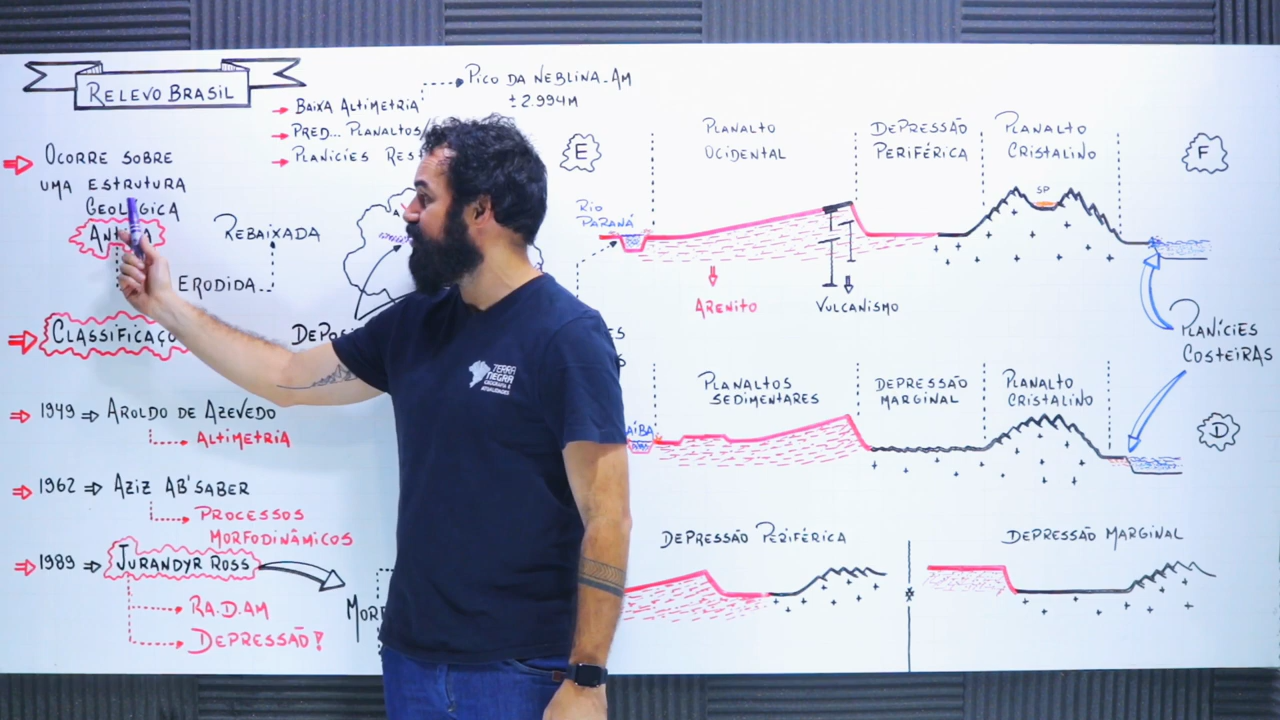 RELEVO BRASIL
PICO DA NEBLINA - AM
± 2.994M
BAIXA ALTIMETRIA
PRED... PLANALTOS/
PLANÍCIES
OCORRE SOBRE
UMA ESTRUTURA
GEOLÓGICA
REBAIXADA
ERODIDA
1949 ⇒ AROLDO DE AZEVEDO
ALTIMETRIA
1962 ⇒ AZIZ AB'SABER
PROCESSOS
MORFODINÂMICOS
1989 ⇒ JURANDYR ROSS
RA.D.AM
DEPRESSÃO!
TERRA
NEGRA
GEOGRAFIA E
ATUALIDADES
E
PLANALTO
OCIDENTAL
DEPRESSÃO
PERIFÉRICA
PLANALTO
CRISTALINO
F
SP
RIO
PARANÁ
ARENITO
VULCANISMO
PLANÍCIES
COSTEIRAS
PLANALTOS
SEDIMENTARES
DEPRESSÃO
MARGINAL
PLANALTO
CRISTALINO
D
DEPRESSÃO PERIFÉRICA
DEPRESSÃO MARGINAL